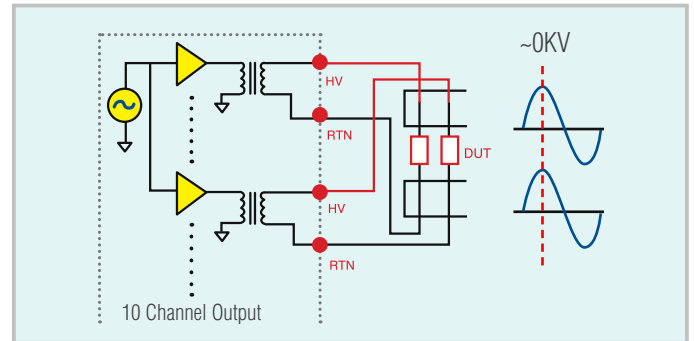 ~0KV
HV
RTN
DUT
HV
RTN
10 Channel Output